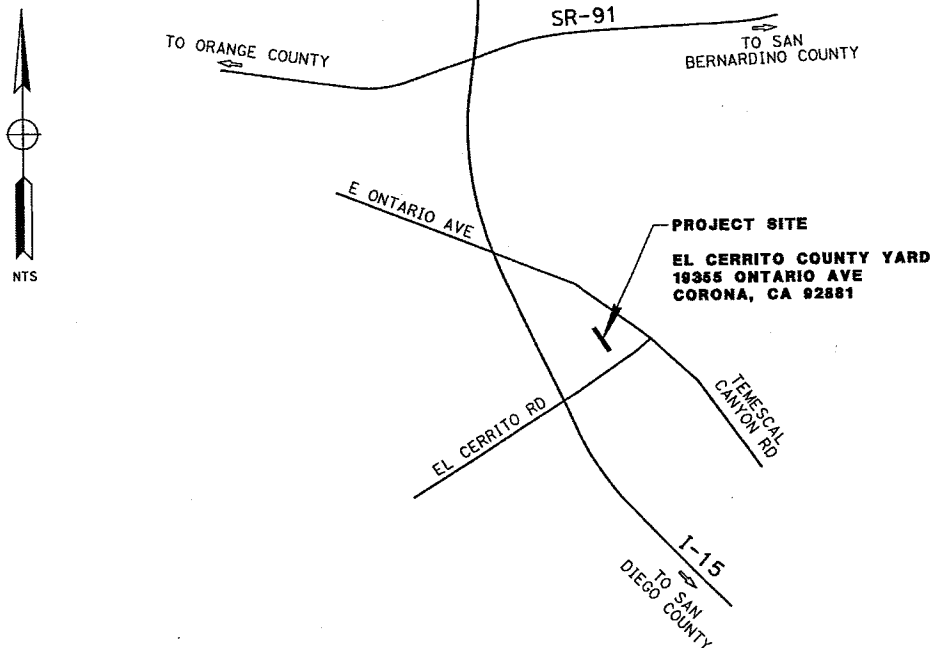 SR-91
TO ORANGE COUNTY
TO SAN
BERNARDINO COUNTY
NTS
E ONTARIO AVE
PROJECT SITE
EL CERRITO COUNTY YARD
19355 ONTARIO AVE
CORONA, CA 92881
TEMESCAL
CANYON RD
EL CERRITO RD
I-15
TO SAN
DIEGO COUNTY